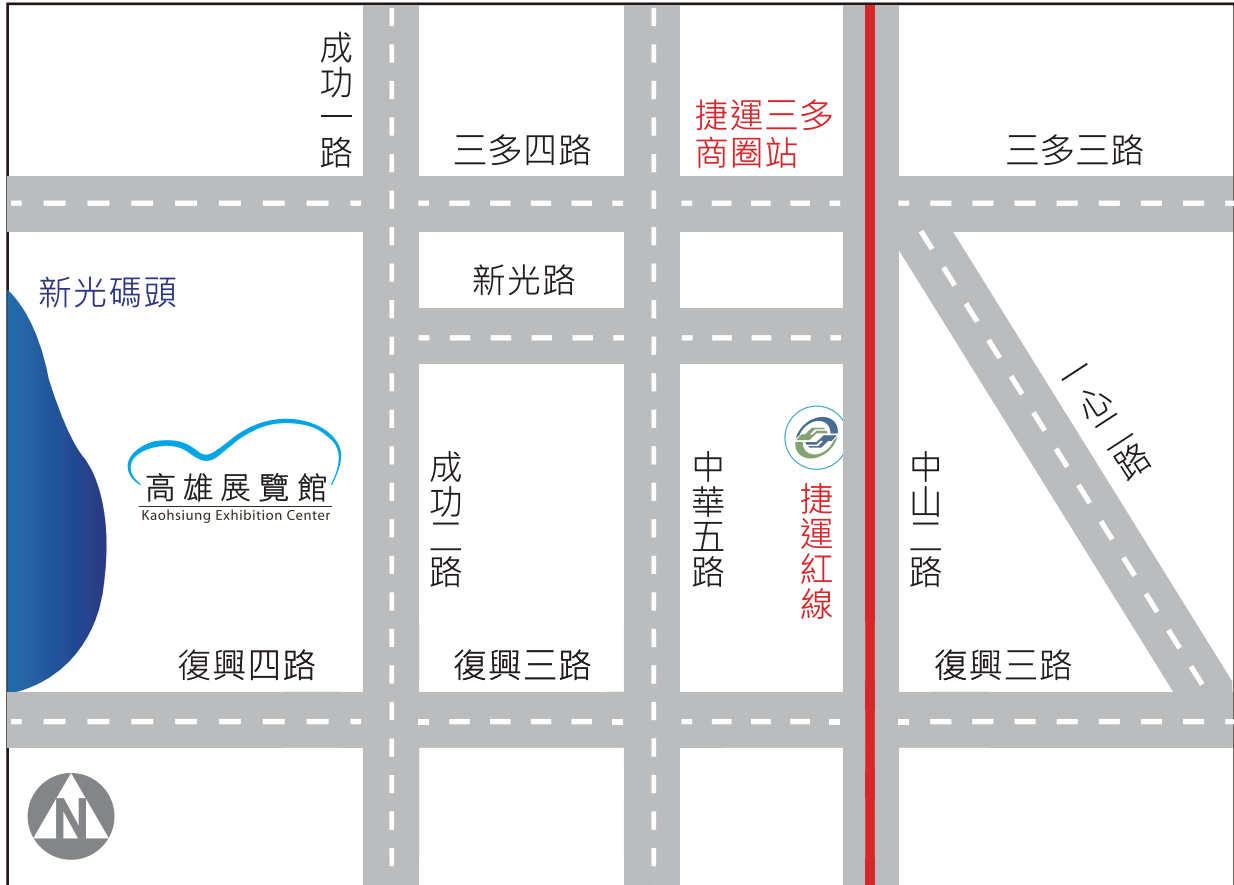 成功一路
三多四路
捷運三多
商圈站
三多三路
新光碼頭
新光路
一心二路
高雄展覽館
Kaohsiung Exhibition Center
成功二路
中華五路
捷運紅線
中山二路
復興四路
復興三路
復興三路
N